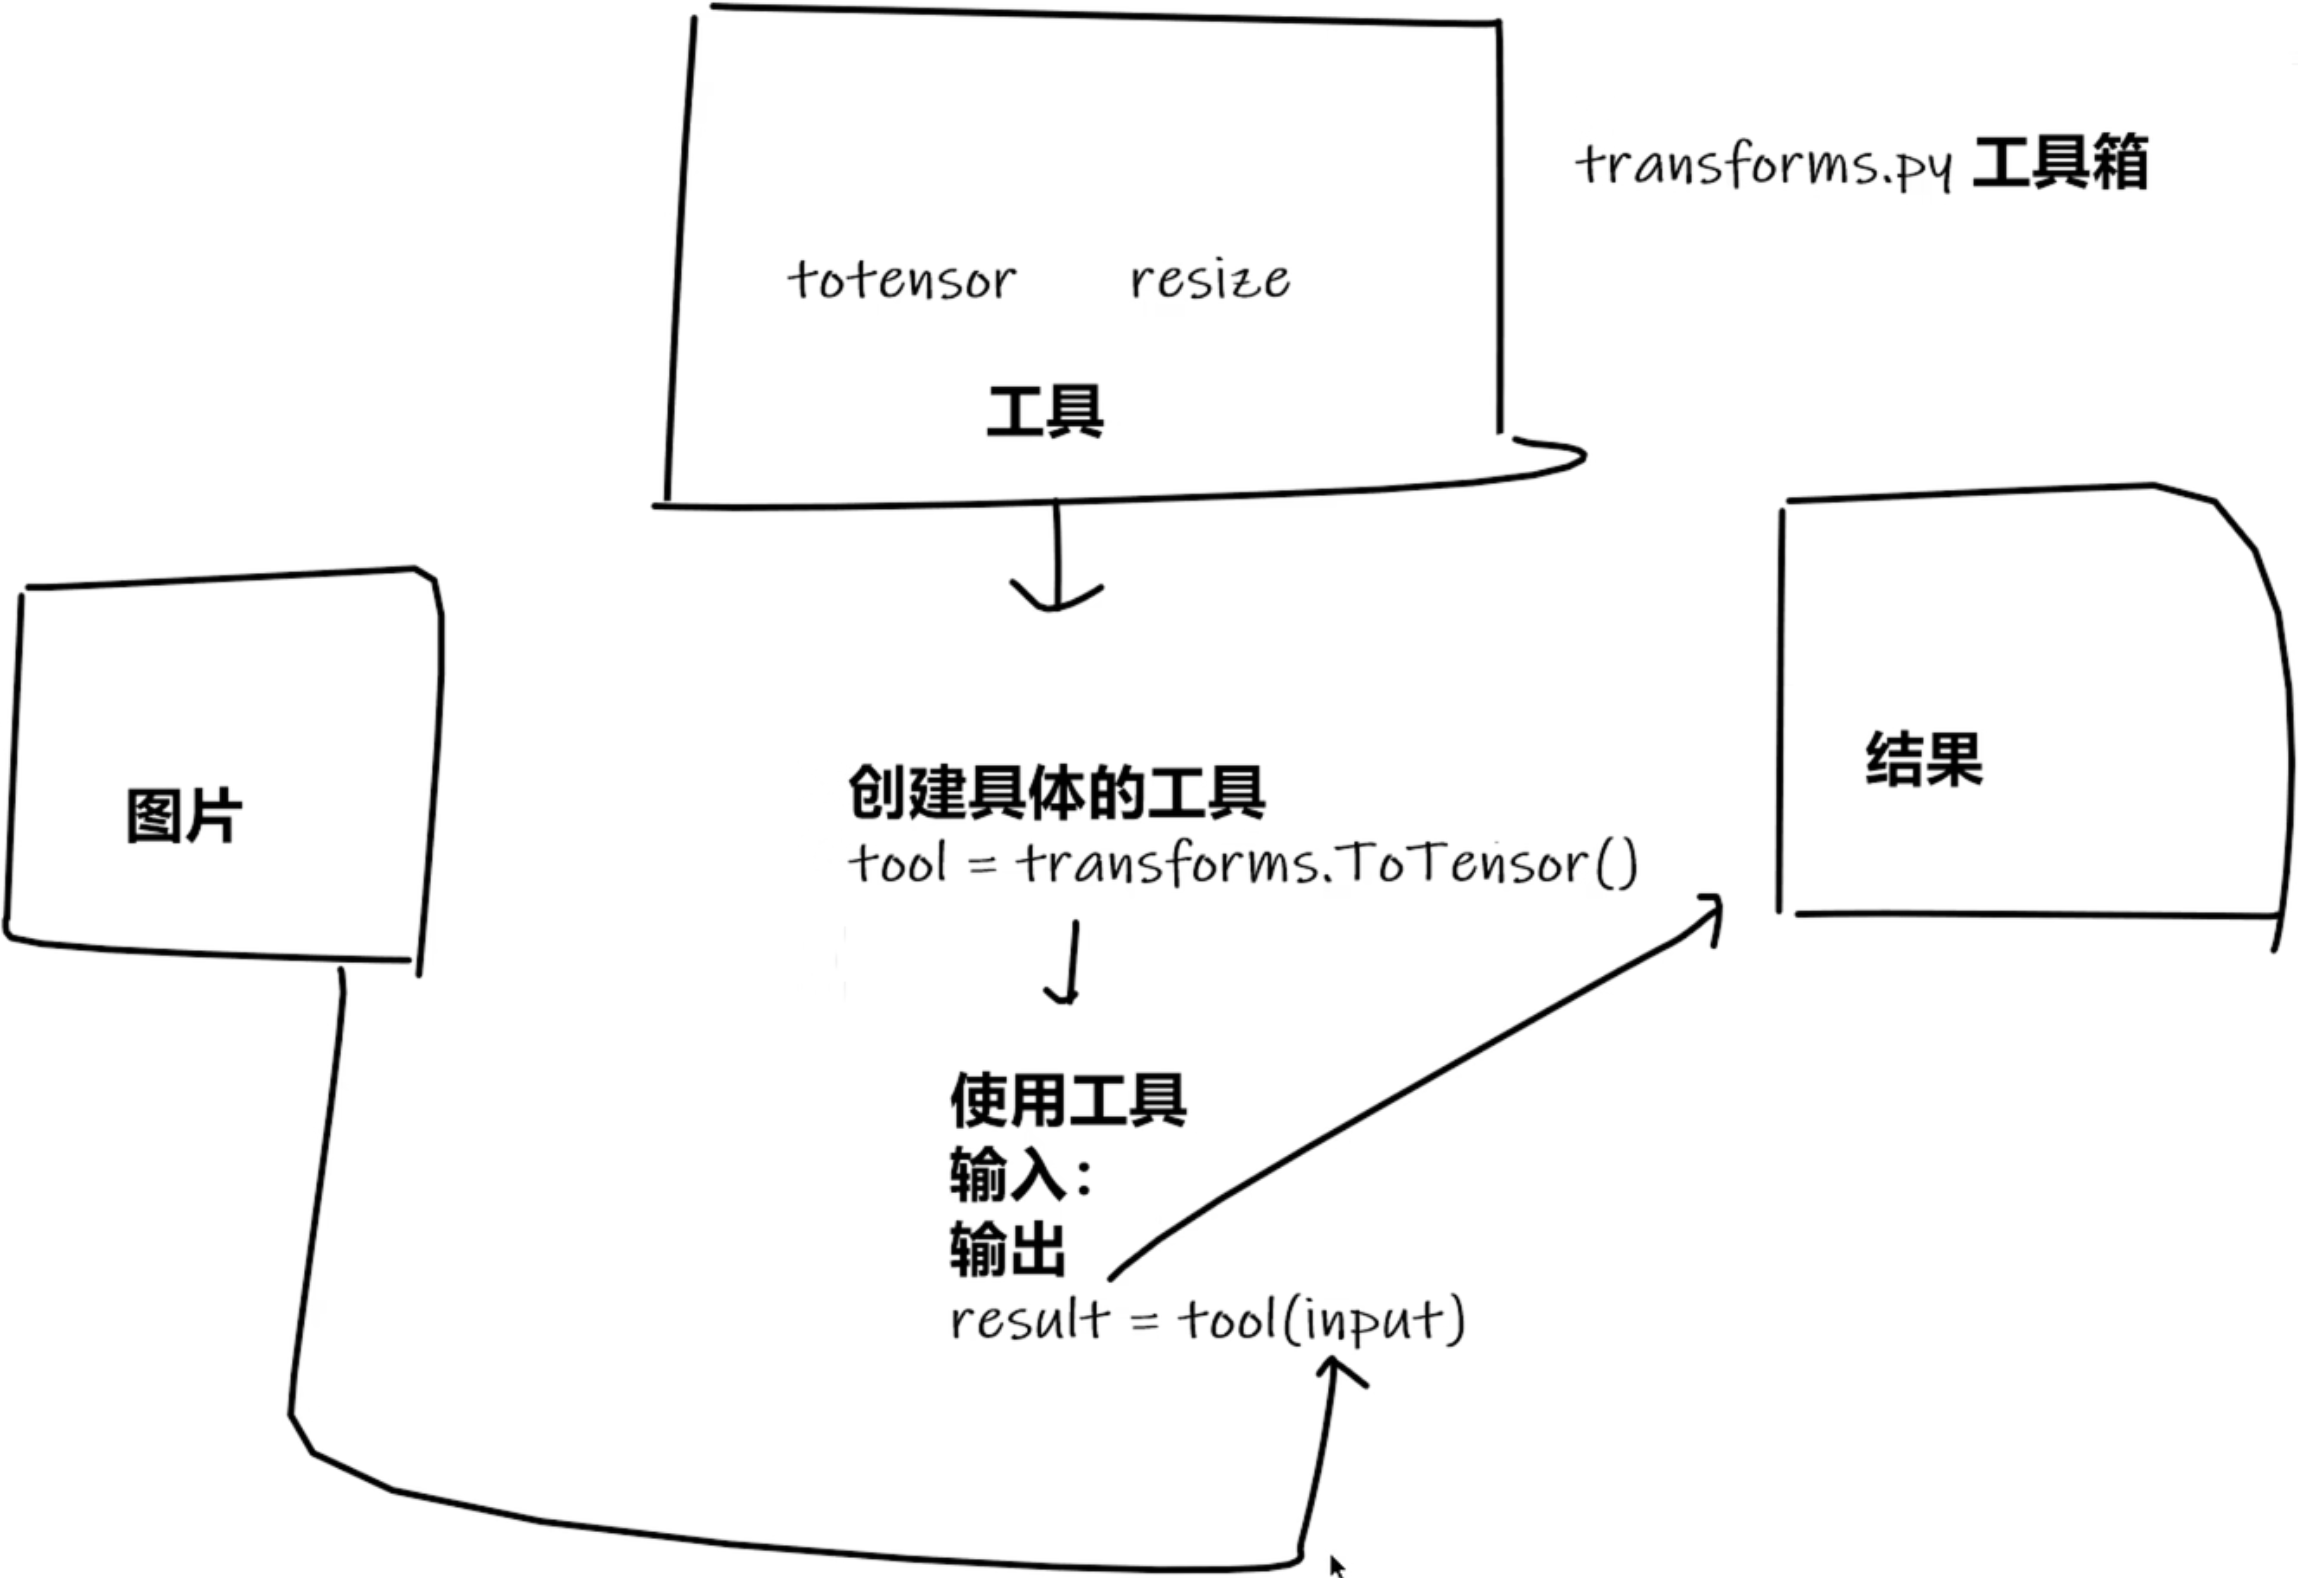 transforms.py 工具箱
totensor resize
工具
图片
结果
创建具体的工具
tool = transforms.ToTensor()
使用工具
输入：
输出
result = tool(input)